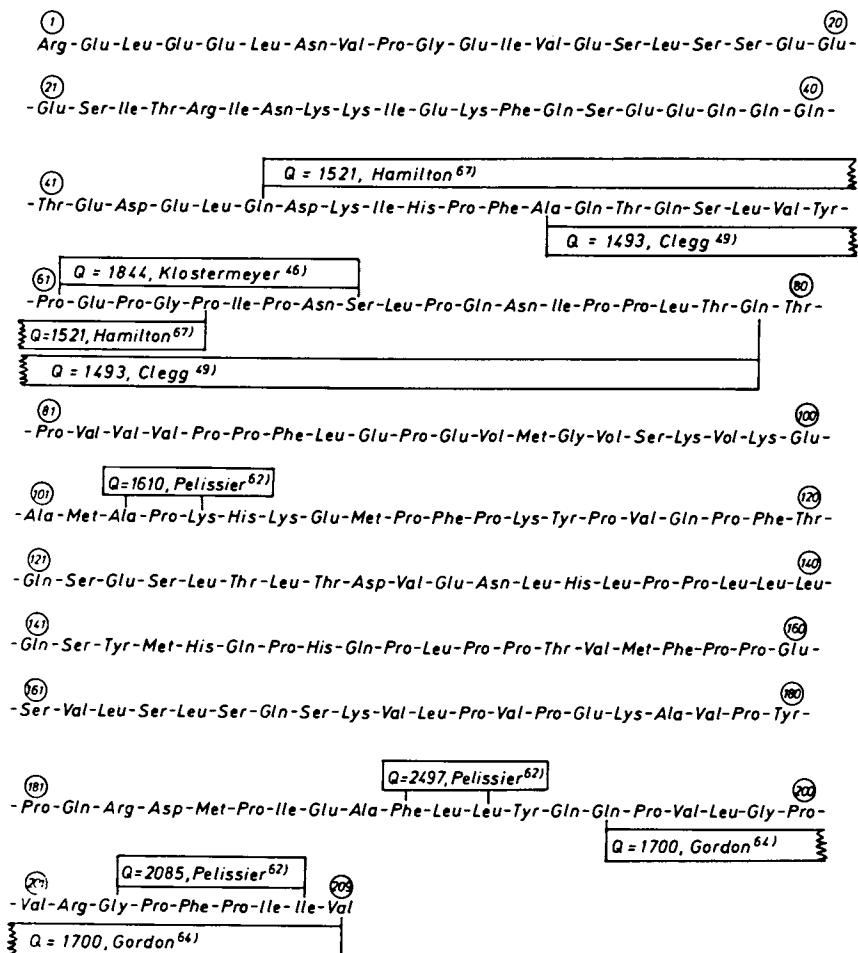 1 20
Arg-Glu-Leu-Glu-Glu-Leu-Asn-Val-Pro-Gly-Glu-Ile-Val-Glu-Ser-Leu-Ser-Ser-Glu-Glu-
21 40
-Glu-Ser-Ile-Thr-Arg-Ile-Asn-Lys-Lys-Ile-Glu-Lys-Phe-Gln-Ser-Glu-Glu-Gln-Gln-Gln-
Q = 1521, Hamilton 67)
41
-Thr-Glu-Asp-Glu-Leu-Gln-Asp-Lys-Ile-His-Pro-Phe-Ala-Gln-Thr-Gln-Ser-Leu-Val-Tyr-
Q = 1493, Clegg 49)
61 Q = 1844, Klostermeyer 46) 80
-Pro-Glu-Pro-Gly-Pro-Ile-Pro-Asn-Ser-Leu-Pro-Gln-Asn-Ile-Pro-Pro-Leu-Thr-Gln-Thr-
Q=1521, Hamilton 67)
Q = 1493, Clegg 49)
81 100
-Pro-Val-Val-Val-Pro-Pro-Phe-Leu-Glu-Pro-Glu-Vol-Met-Gly-Vol-Ser-Lys-Vol-Lys-Glu-
Q=1610, Pelissier 62)
101 120
-Ala-Met-Ala-Pro-Lys-His-Lys-Glu-Met-Pro-Phe-Pro-Lys-Tyr-Pro-Val-Gln-Pro-Phe-Thr-
121 140
-Gln-Ser-Glu-Ser-Leu-Thr-Leu-Thr-Asp-Val-Glu-Asn-Leu-His-Leu-Pro-Pro-Leu-Leu-Leu-
141 160
-Gln-Ser-Tyr-Met-His-Gln-Pro-His-Gln-Pro-Leu-Pro-Pro-Thr-Val-Met-Phe-Pro-Pro-Glu-
161 180
-Ser-Val-Leu-Ser-Leu-Ser-Gln-Ser-Lys-Val-Leu-Pro-Val-Pro-Glu-Lys-Ala-Val-Pro-Tyr-
Q=2497, Pelissier 62)
181 200
-Pro-Gln-Arg-Asp-Met-Pro-Ile-Glu-Ala-Phe-Leu-Leu-Tyr-Gln-Gln-Pro-Val-Leu-Gly-Pro-
Q = 1700, Gordon 64)
Q=2085, Pelissier 62)
201 209
-Val-Arg-Gly-Pro-Phe-Pro-Ile-Ile-Val
Q = 1700, Gordon 64)